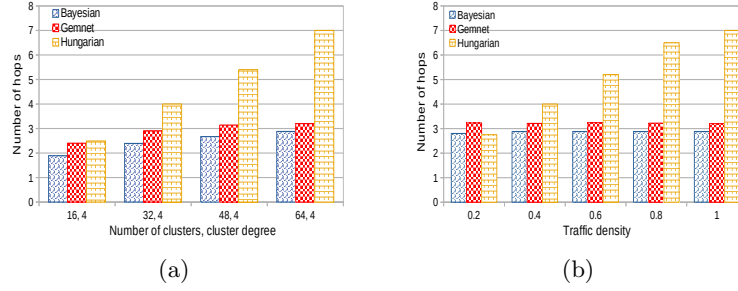 8
7
6
5
4
3
2
1
0
Number of hops
Bayesian
Gemnet
Hungarian
16, 4 32, 4 48, 4 64, 4
Number of clusters, cluster degree
(a)
8
7
6
5
4
3
2
1
0
Number of hops
Bayesian
Gemnet
Hungarian
0.2 0.4 0.6 0.8 1
Traffic density
(b)